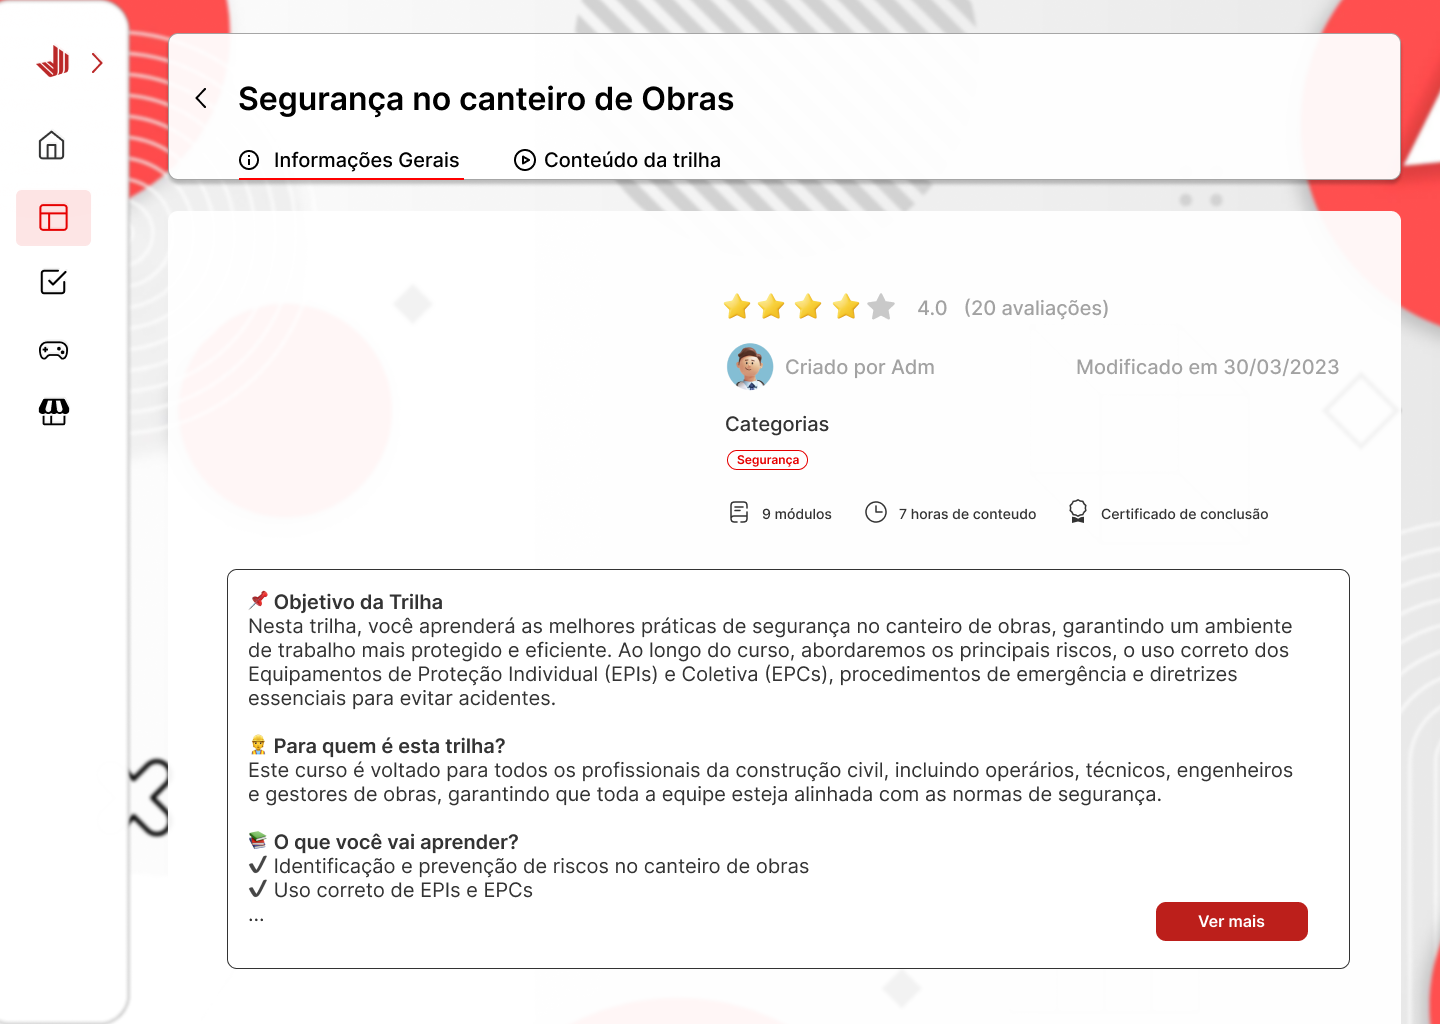 Segurança no canteiro de Obras
Informações Gerais
Conteúdo da trilha
4.0 (20 avaliações)
Criado por Adm
Modificado em 30/03/2023
Categorias
Segurança
9 módulos
7 horas de conteudo
Certificado de conclusão
📌 Objetivo da Trilha
Nesta trilha, você aprenderá as melhores práticas de segurança no canteiro de obras, garantindo um ambiente
de trabalho mais protegido e eficiente. Ao longo do curso, abordaremos os principais riscos, o uso correto dos
Equipamentos de Proteção Individual (EPIs) e Coletiva (EPCs), procedimentos de emergência e diretrizes
essenciais para evitar acidentes.
👷 Para quem é esta trilha?
Este curso é voltado para todos os profissionais da construção civil, incluindo operários, técnicos, engenheiros
e gestores de obras, garantindo que toda a equipe esteja alinhada com as normas de segurança.
📚 O que você vai aprender?
✔ Identificação e prevenção de riscos no canteiro de obras
✔ Uso correto de EPIs e EPCs
...
Ver mais